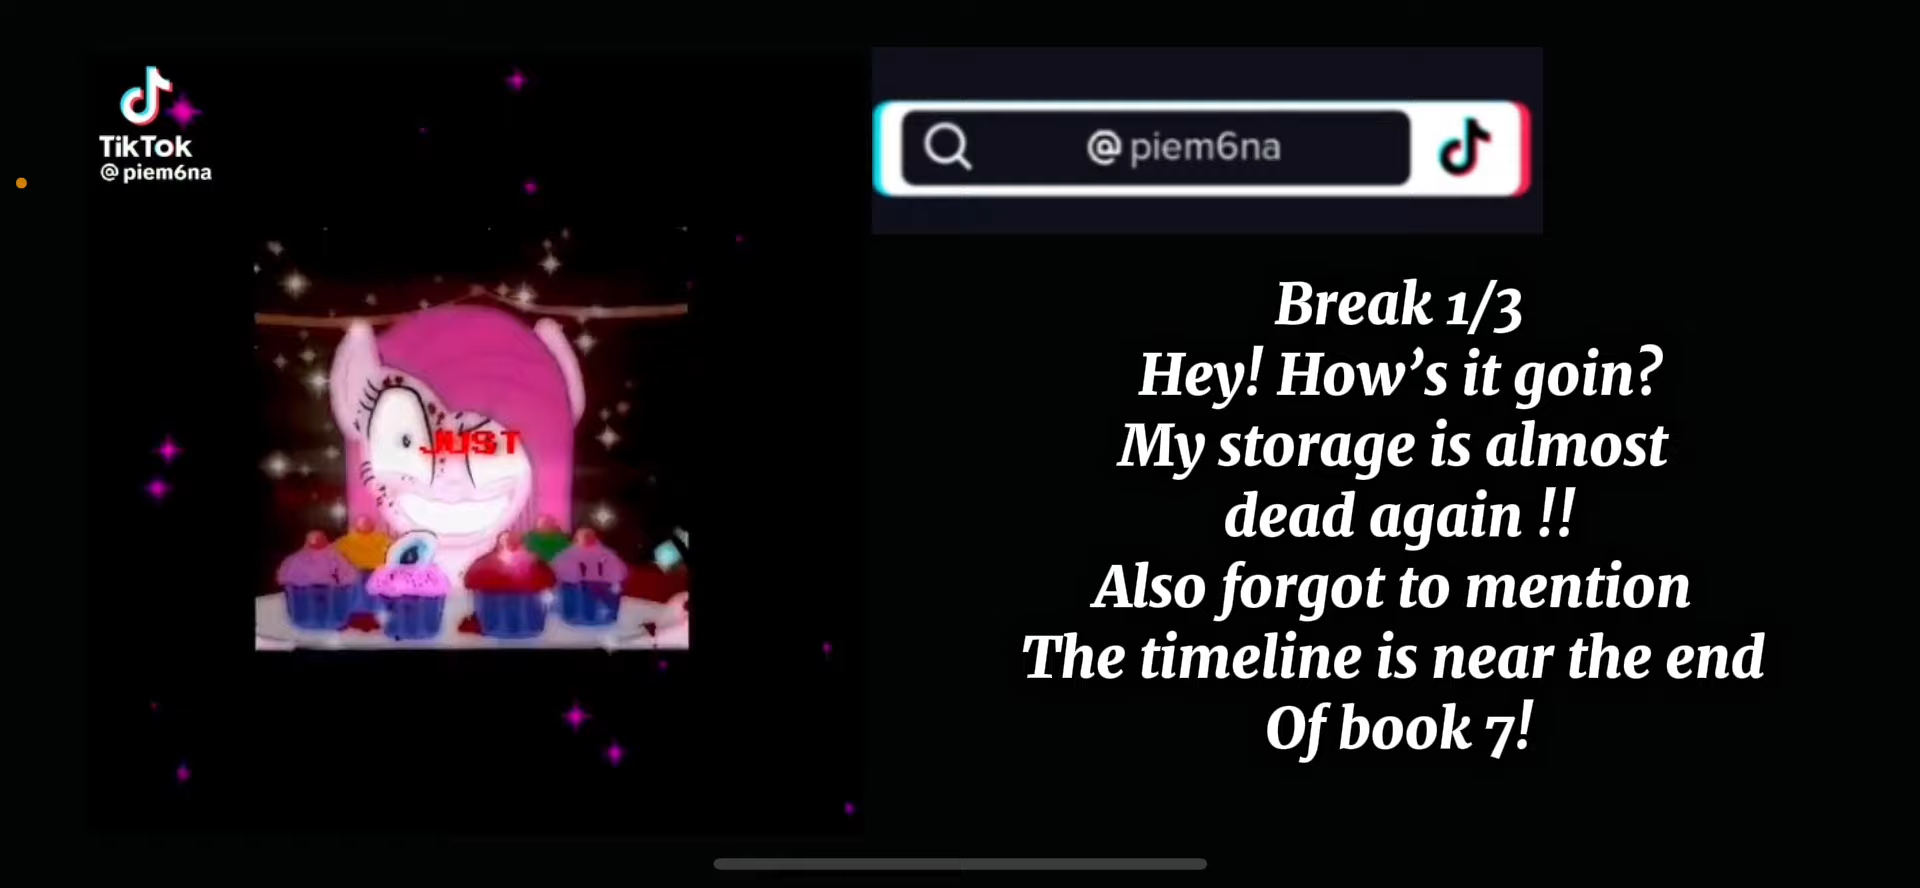 TikTok
@piem6na
@piem6na
JUST
Break 1/3
Hey! How’s it goin?
My storage is almost
dead again !!
Also forgot to mention
The timeline is near the end
Of book 7!